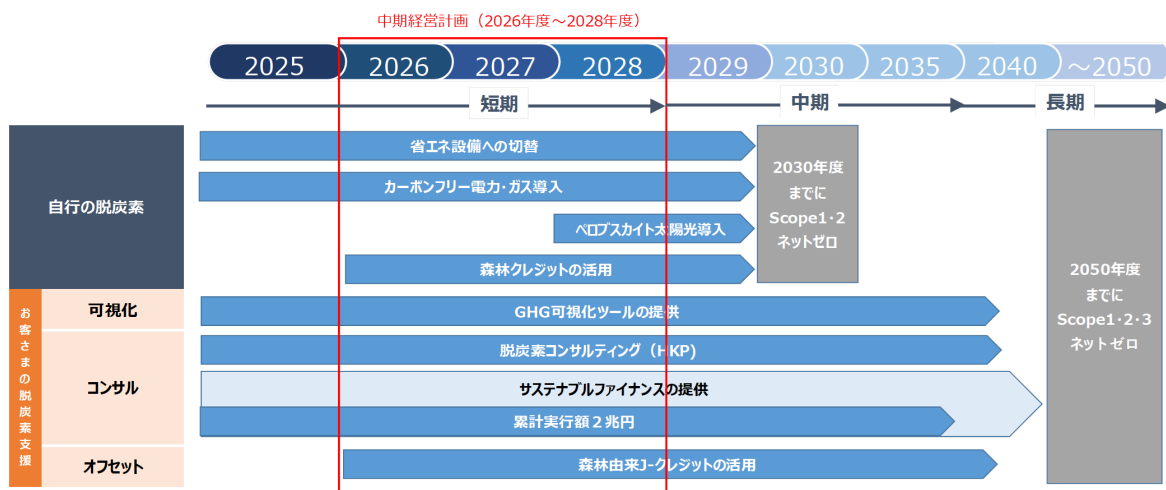 中期経営計画（2026年度～2028年度）
2025 2026 2027 2028 2029 2030 2035 2040 ～2050
短期 中期 長期
自行の脱炭素
省エネ設備への切替
カーボンフリー電力・ガス導入
ペロブスカイト太陽光導入
森林クレジットの活用
2030年度
までに
Scope1・2
ネットゼロ
お客さまの脱炭素支援
可視化
GHG可視化ツールの提供
コンサル
脱炭素コンサルティング（HKP)
サステナブルファイナンスの提供
累計実行額２兆円
オフセット
森林由来J-クレジットの活用
2050年度
までに
Scope1・2・3
ネットゼロ